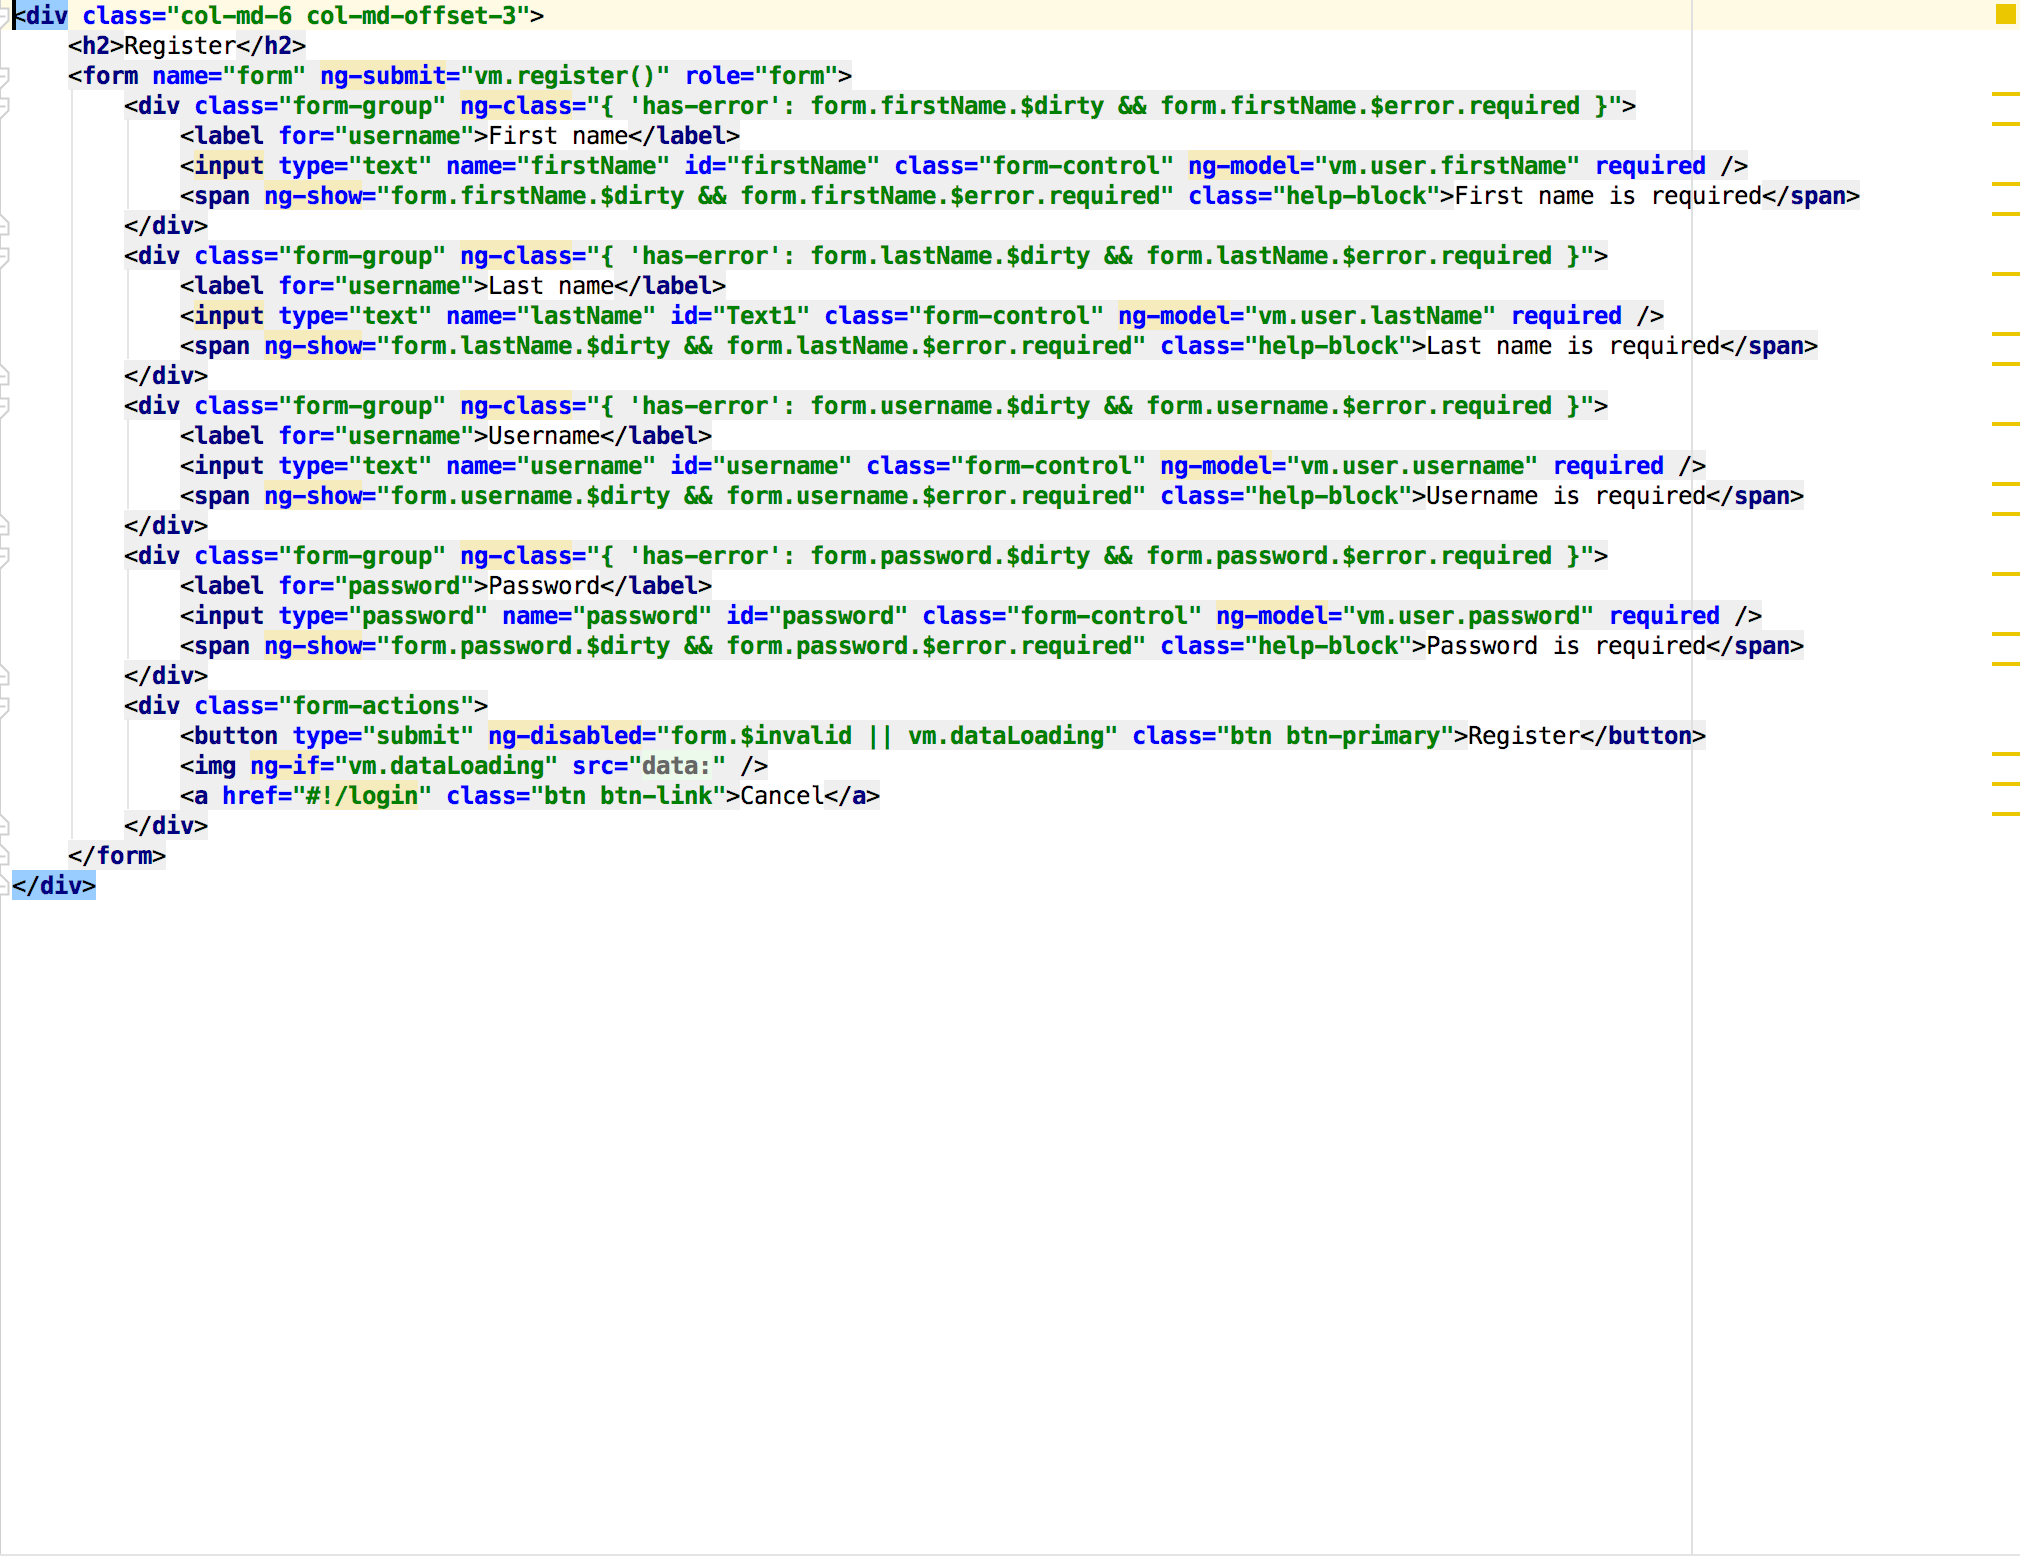 <div class="col-md-6 col-md-offset-3">
    <h2>Register</h2>
    <form name="form" ng-submit="vm.register()" role="form">
        <div class="form-group" ng-class="{ 'has-error': form.firstName.$dirty && form.firstName.$error.required }">
            <label for="username">First name</label>
            <input type="text" name="firstName" id="firstName" class="form-control" ng-model="vm.user.firstName" required />
            <span ng-show="form.firstName.$dirty && form.firstName.$error.required" class="help-block">First name is required</span>
        </div>
        <div class="form-group" ng-class="{ 'has-error': form.lastName.$dirty && form.lastName.$error.required }">
            <label for="username">Last name</label>
            <input type="text" name="lastName" id="Text1" class="form-control" ng-model="vm.user.lastName" required />
            <span ng-show="form.lastName.$dirty && form.lastName.$error.required" class="help-block">Last name is required</span>
        </div>
        <div class="form-group" ng-class="{ 'has-error': form.username.$dirty && form.username.$error.required }">
            <label for="username">Username</label>
            <input type="text" name="username" id="username" class="form-control" ng-model="vm.user.username" required />
            <span ng-show="form.username.$dirty && form.username.$error.required" class="help-block">Username is required</span>
        </div>
        <div class="form-group" ng-class="{ 'has-error': form.password.$dirty && form.password.$error.required }">
            <label for="password">Password</label>
            <input type="password" name="password" id="password" class="form-control" ng-model="vm.user.password" required />
            <span ng-show="form.password.$dirty && form.password.$error.required" class="help-block">Password is required</span>
        </div>
        <div class="form-actions">
            <button type="submit" ng-disabled="form.$invalid || vm.dataLoading" class="btn btn-primary">Register</button>
            <img ng-if="vm.dataLoading" src="data:" />
            <a href="#!/login" class="btn btn-link">Cancel</a>
        </div>
    </form>
</div>